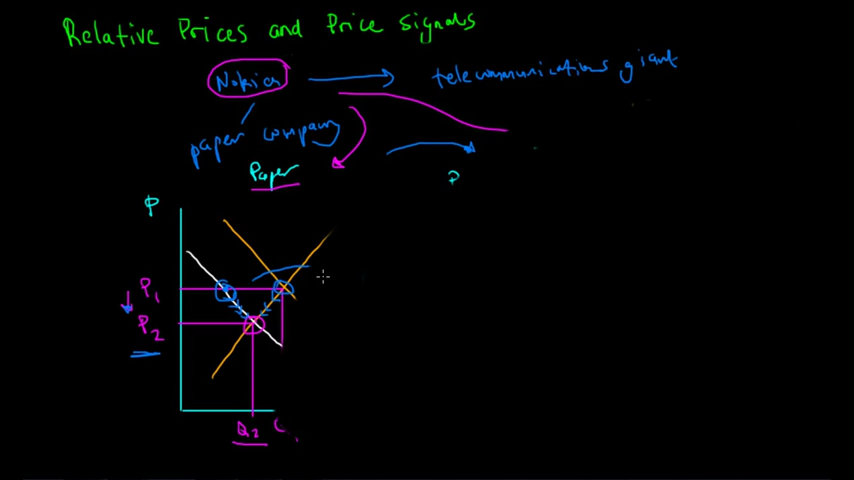 Relative Prices and Price Signals
Nokia telecommunications giant
paper company
Paper
P
P
P1
P2
Q2